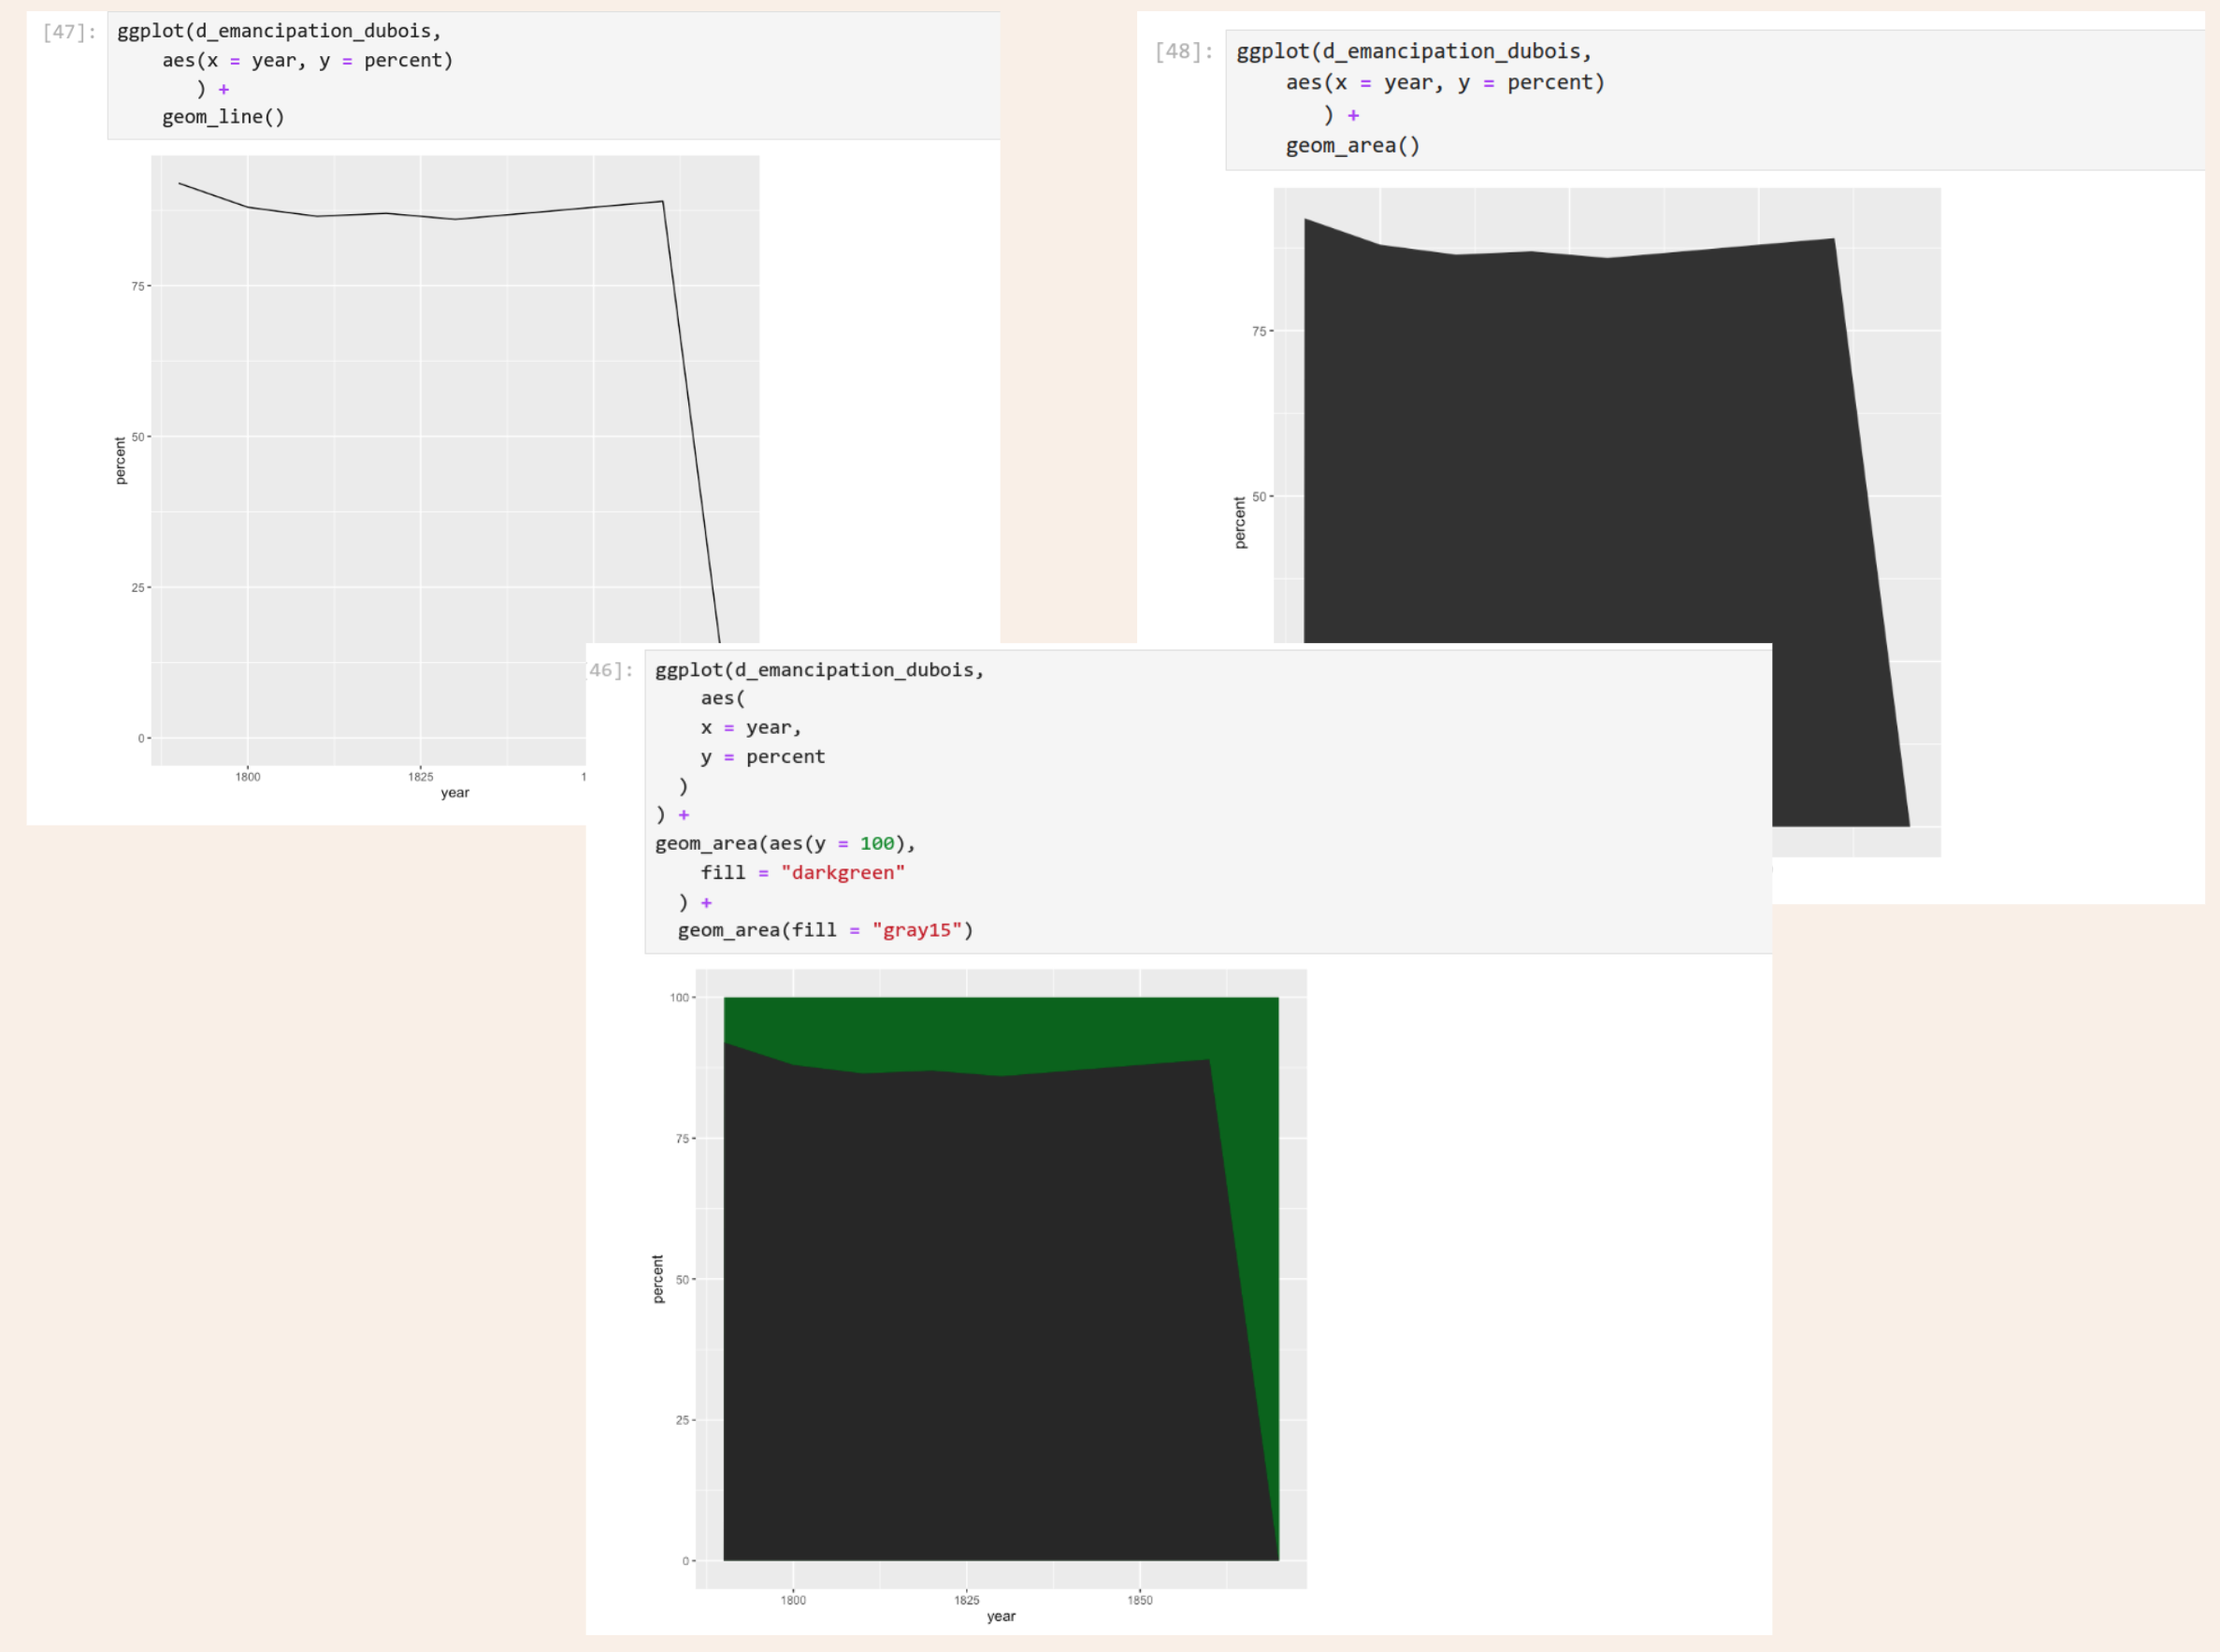 [47]:
ggplot(d_emancipation_dubois,
aes(x = year, y = percent)
) +
geom_line()
75
50
25
0
percent
1800
1825
1
year
[48]:
ggplot(d_emancipation_dubois,
aes(x = year, y = percent)
) +
geom_area()
75
50
percent
46]:
ggplot(d_emancipation_dubois,
aes(
x = year,
y = percent
)
) +
geom_area(aes(y = 100),
fill = "darkgreen"
) +
geom_area(fill = "gray15")
100
75
50
25
0
percent
1800
1825
1850
year